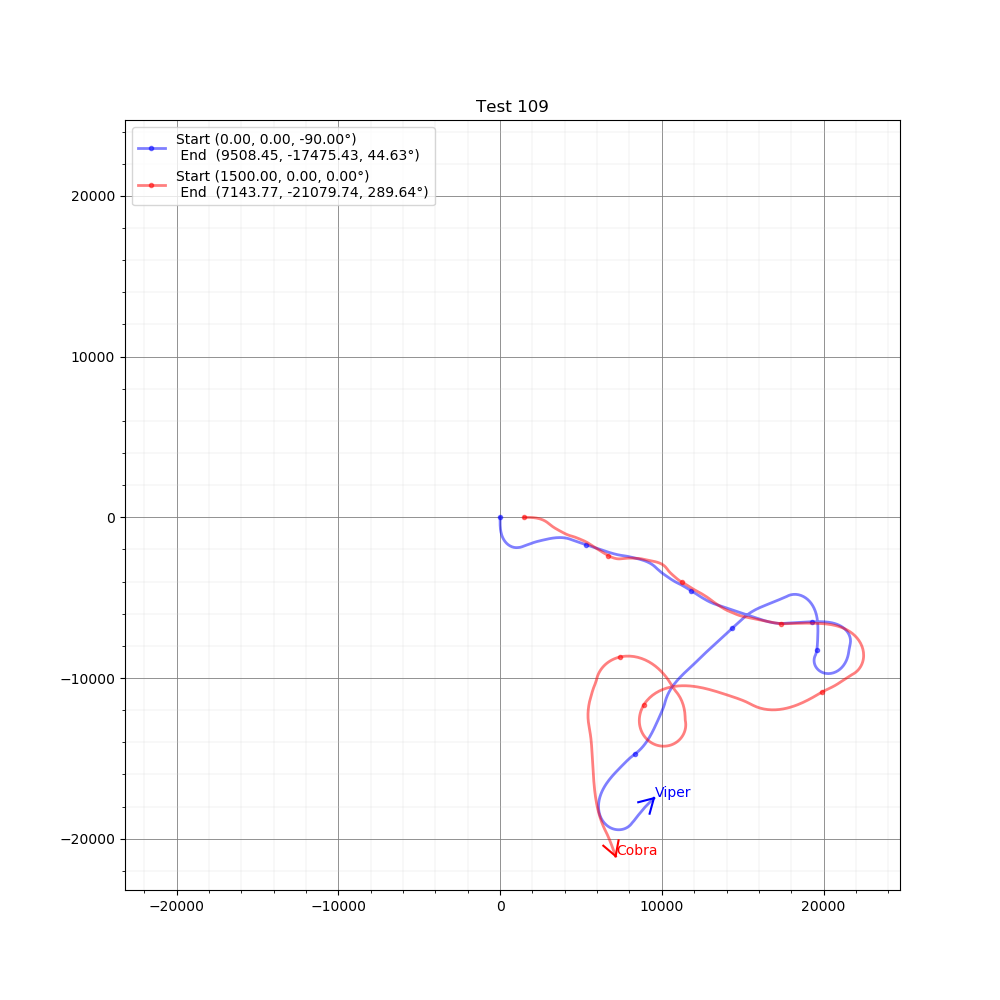 Test 109
Start (0.00, 0.00, -90.00°)
End (9508.45, -17475.43, 44.63°)
Start (1500.00, 0.00, 0.00°)
End (7143.77, -21079.74, 289.64°)
20000
10000
0
−10000
−20000
Viper
Cobra
−20000
−10000
0
10000
20000